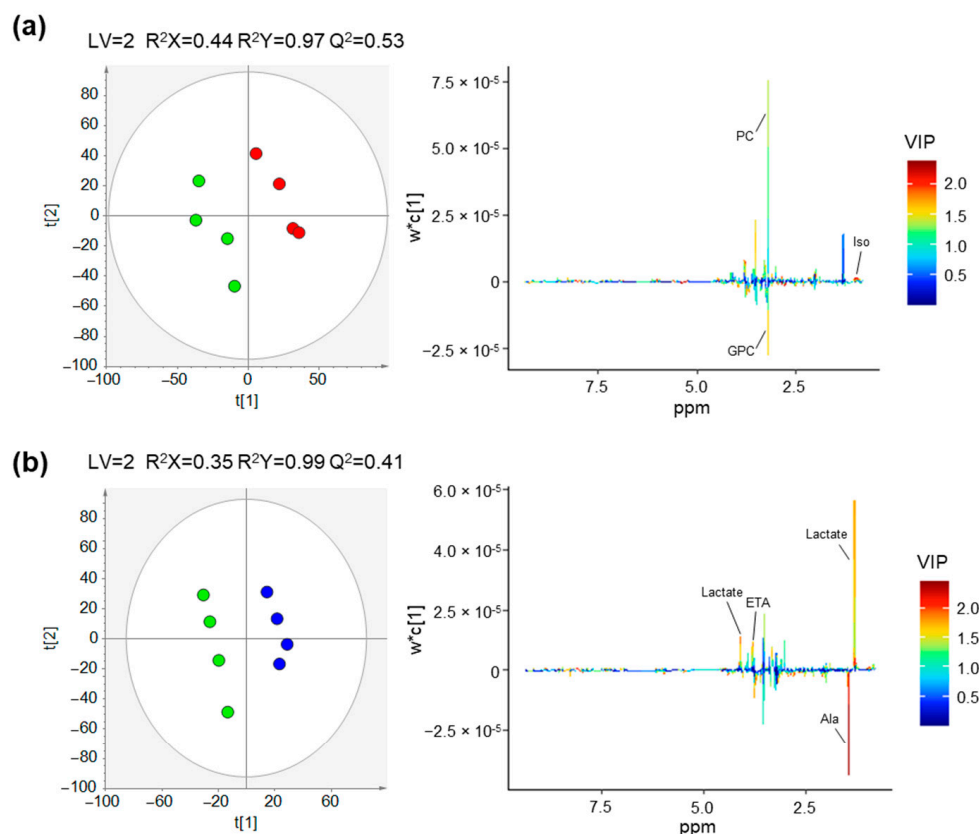 (a)
LV=2 R²X=0.44 R²Y=0.97 Q²=0.53
80
60
40
20
0
−20
−40
−60
−80
−100
t[2]
−100 −50 0 50
t[1]
7.5 × 10⁻⁵
5.0 × 10⁻⁵
2.5 × 10⁻⁵
0
−2.5 × 10⁻⁵
w*c[1]
PC
GPC
Iso
7.5 5.0 2.5
ppm
VIP
2.0
1.5
1.0
0.5
(b)
LV=2 R²X=0.35 R²Y=0.99 Q²=0.41
80
60
40
20
0
−20
−40
−60
−80
−100
t[2]
−100 −60 −20 20 60
t[1]
6.0 × 10⁻⁵
4.0 × 10⁻⁵
2.5 × 10⁻⁵
0
−2.5 × 10⁻⁵
w*c[1]
Lactate
Lactate
ETA
Ala
7.5 5.0 2.5
ppm
VIP
2.0
1.5
1.0
0.5